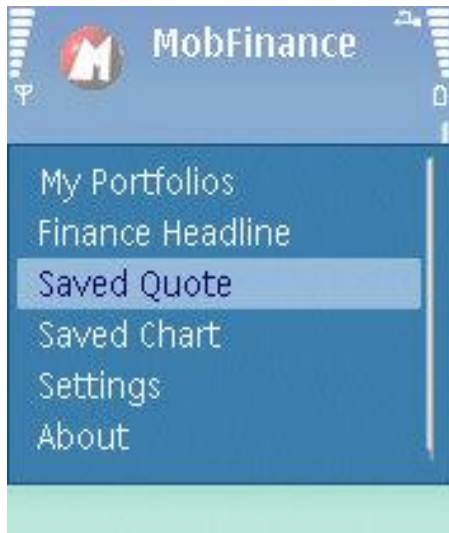 MobFinance
My Portfolios
Finance Headline
Saved Quote
Saved Chart
Settings
About